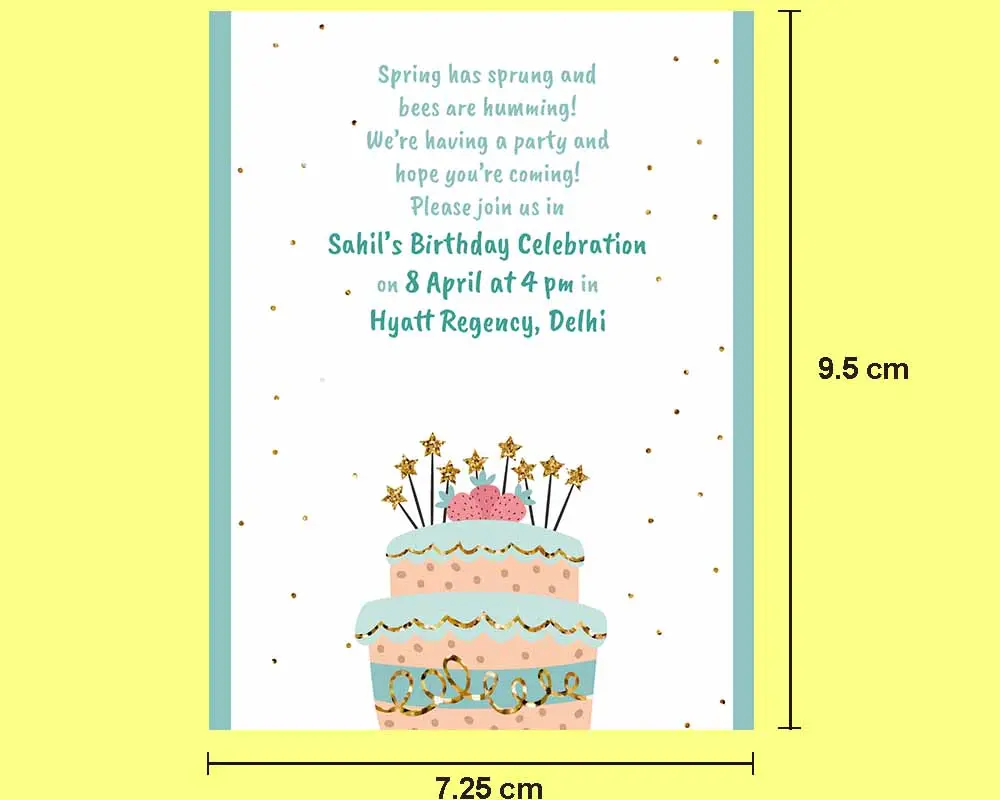 Spring has sprung and
bees are humming!
We're having a party and
hope you're coming!
Please join us in
Sahil's Birthday Celebration
on 8 April at 4 pm in
Hyatt Regency, Delhi
9.5 cm
7.25 cm